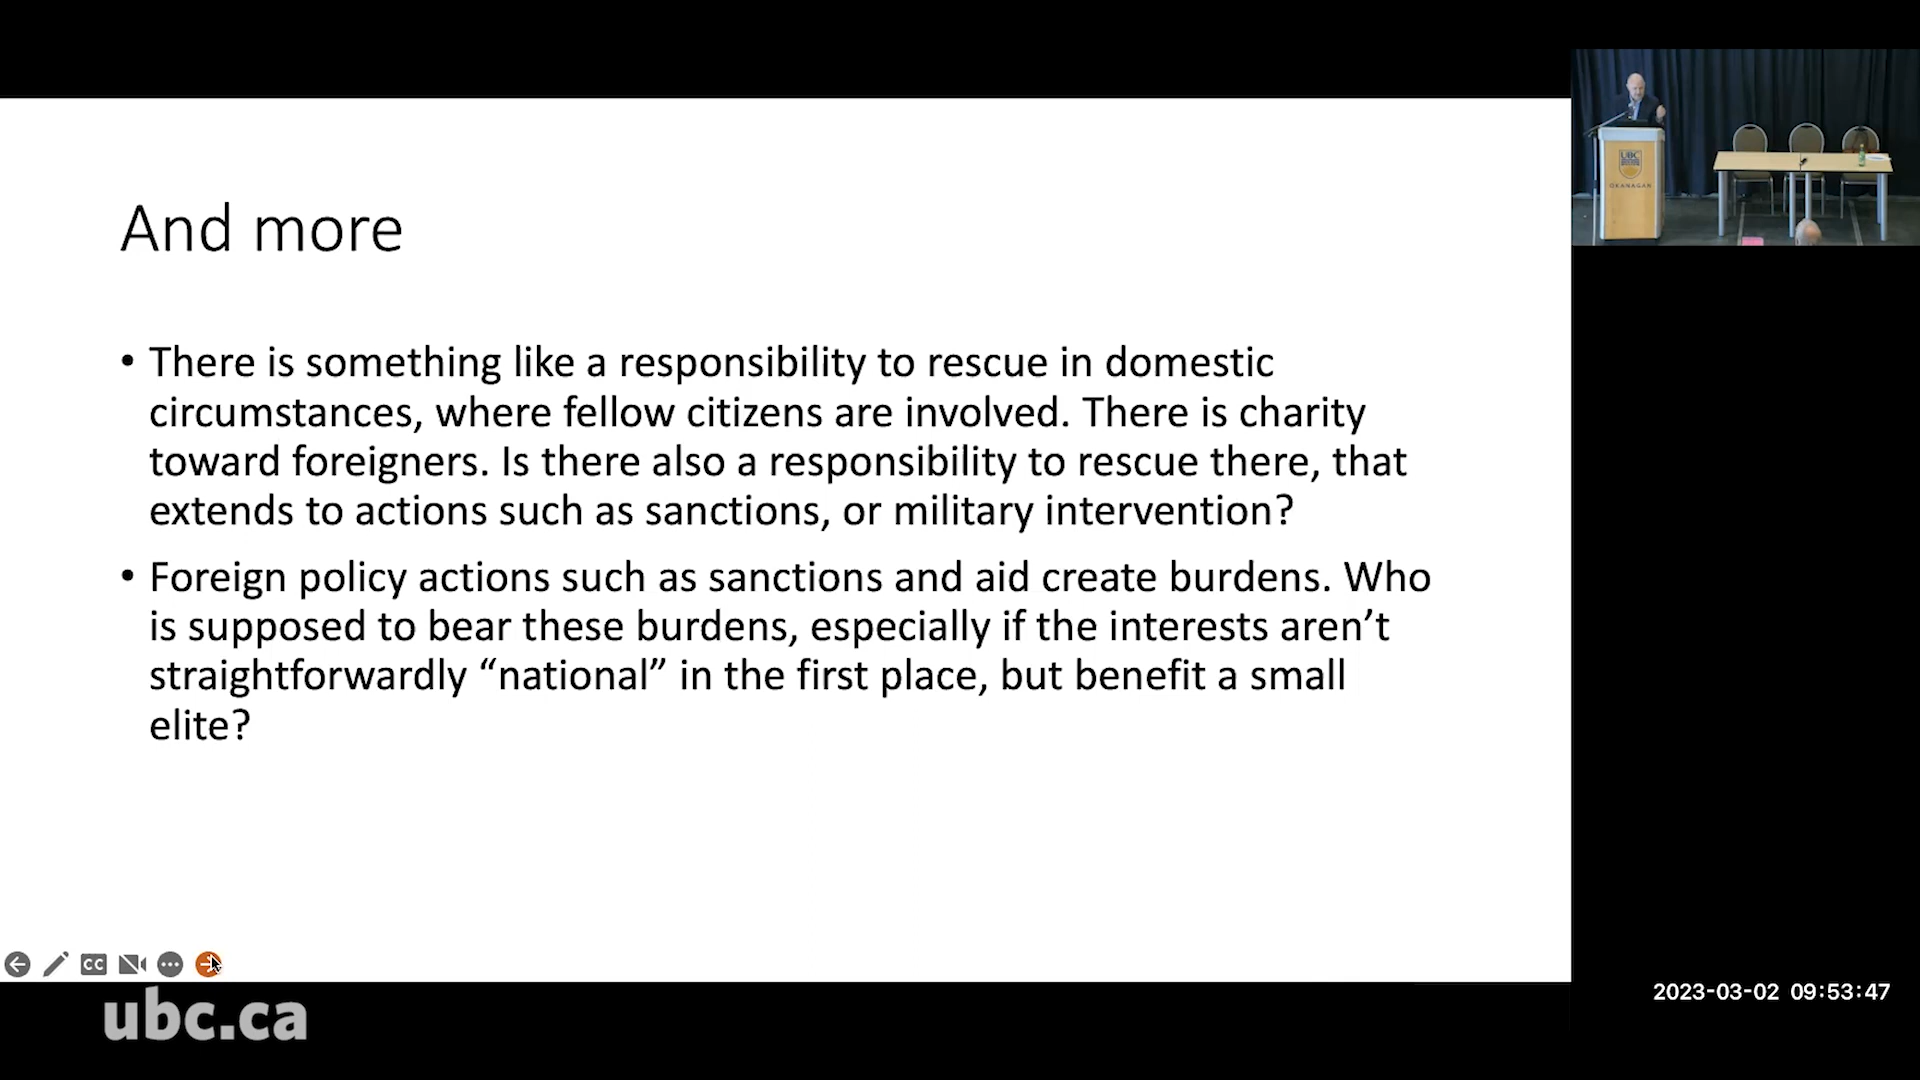 And more
• There is something like a responsibility to rescue in domestic
circumstances, where fellow citizens are involved. There is charity
toward foreigners. Is there also a responsibility to rescue there, that
extends to actions such as sanctions, or military intervention?
• Foreign policy actions such as sanctions and aid create burdens. Who
is supposed to bear these burdens, especially if the interests aren’t
straightforwardly “national” in the first place, but benefit a small
elite?
CC
ubc.ca
UBC
OKANAGAN
2023-03-02 09:53:47